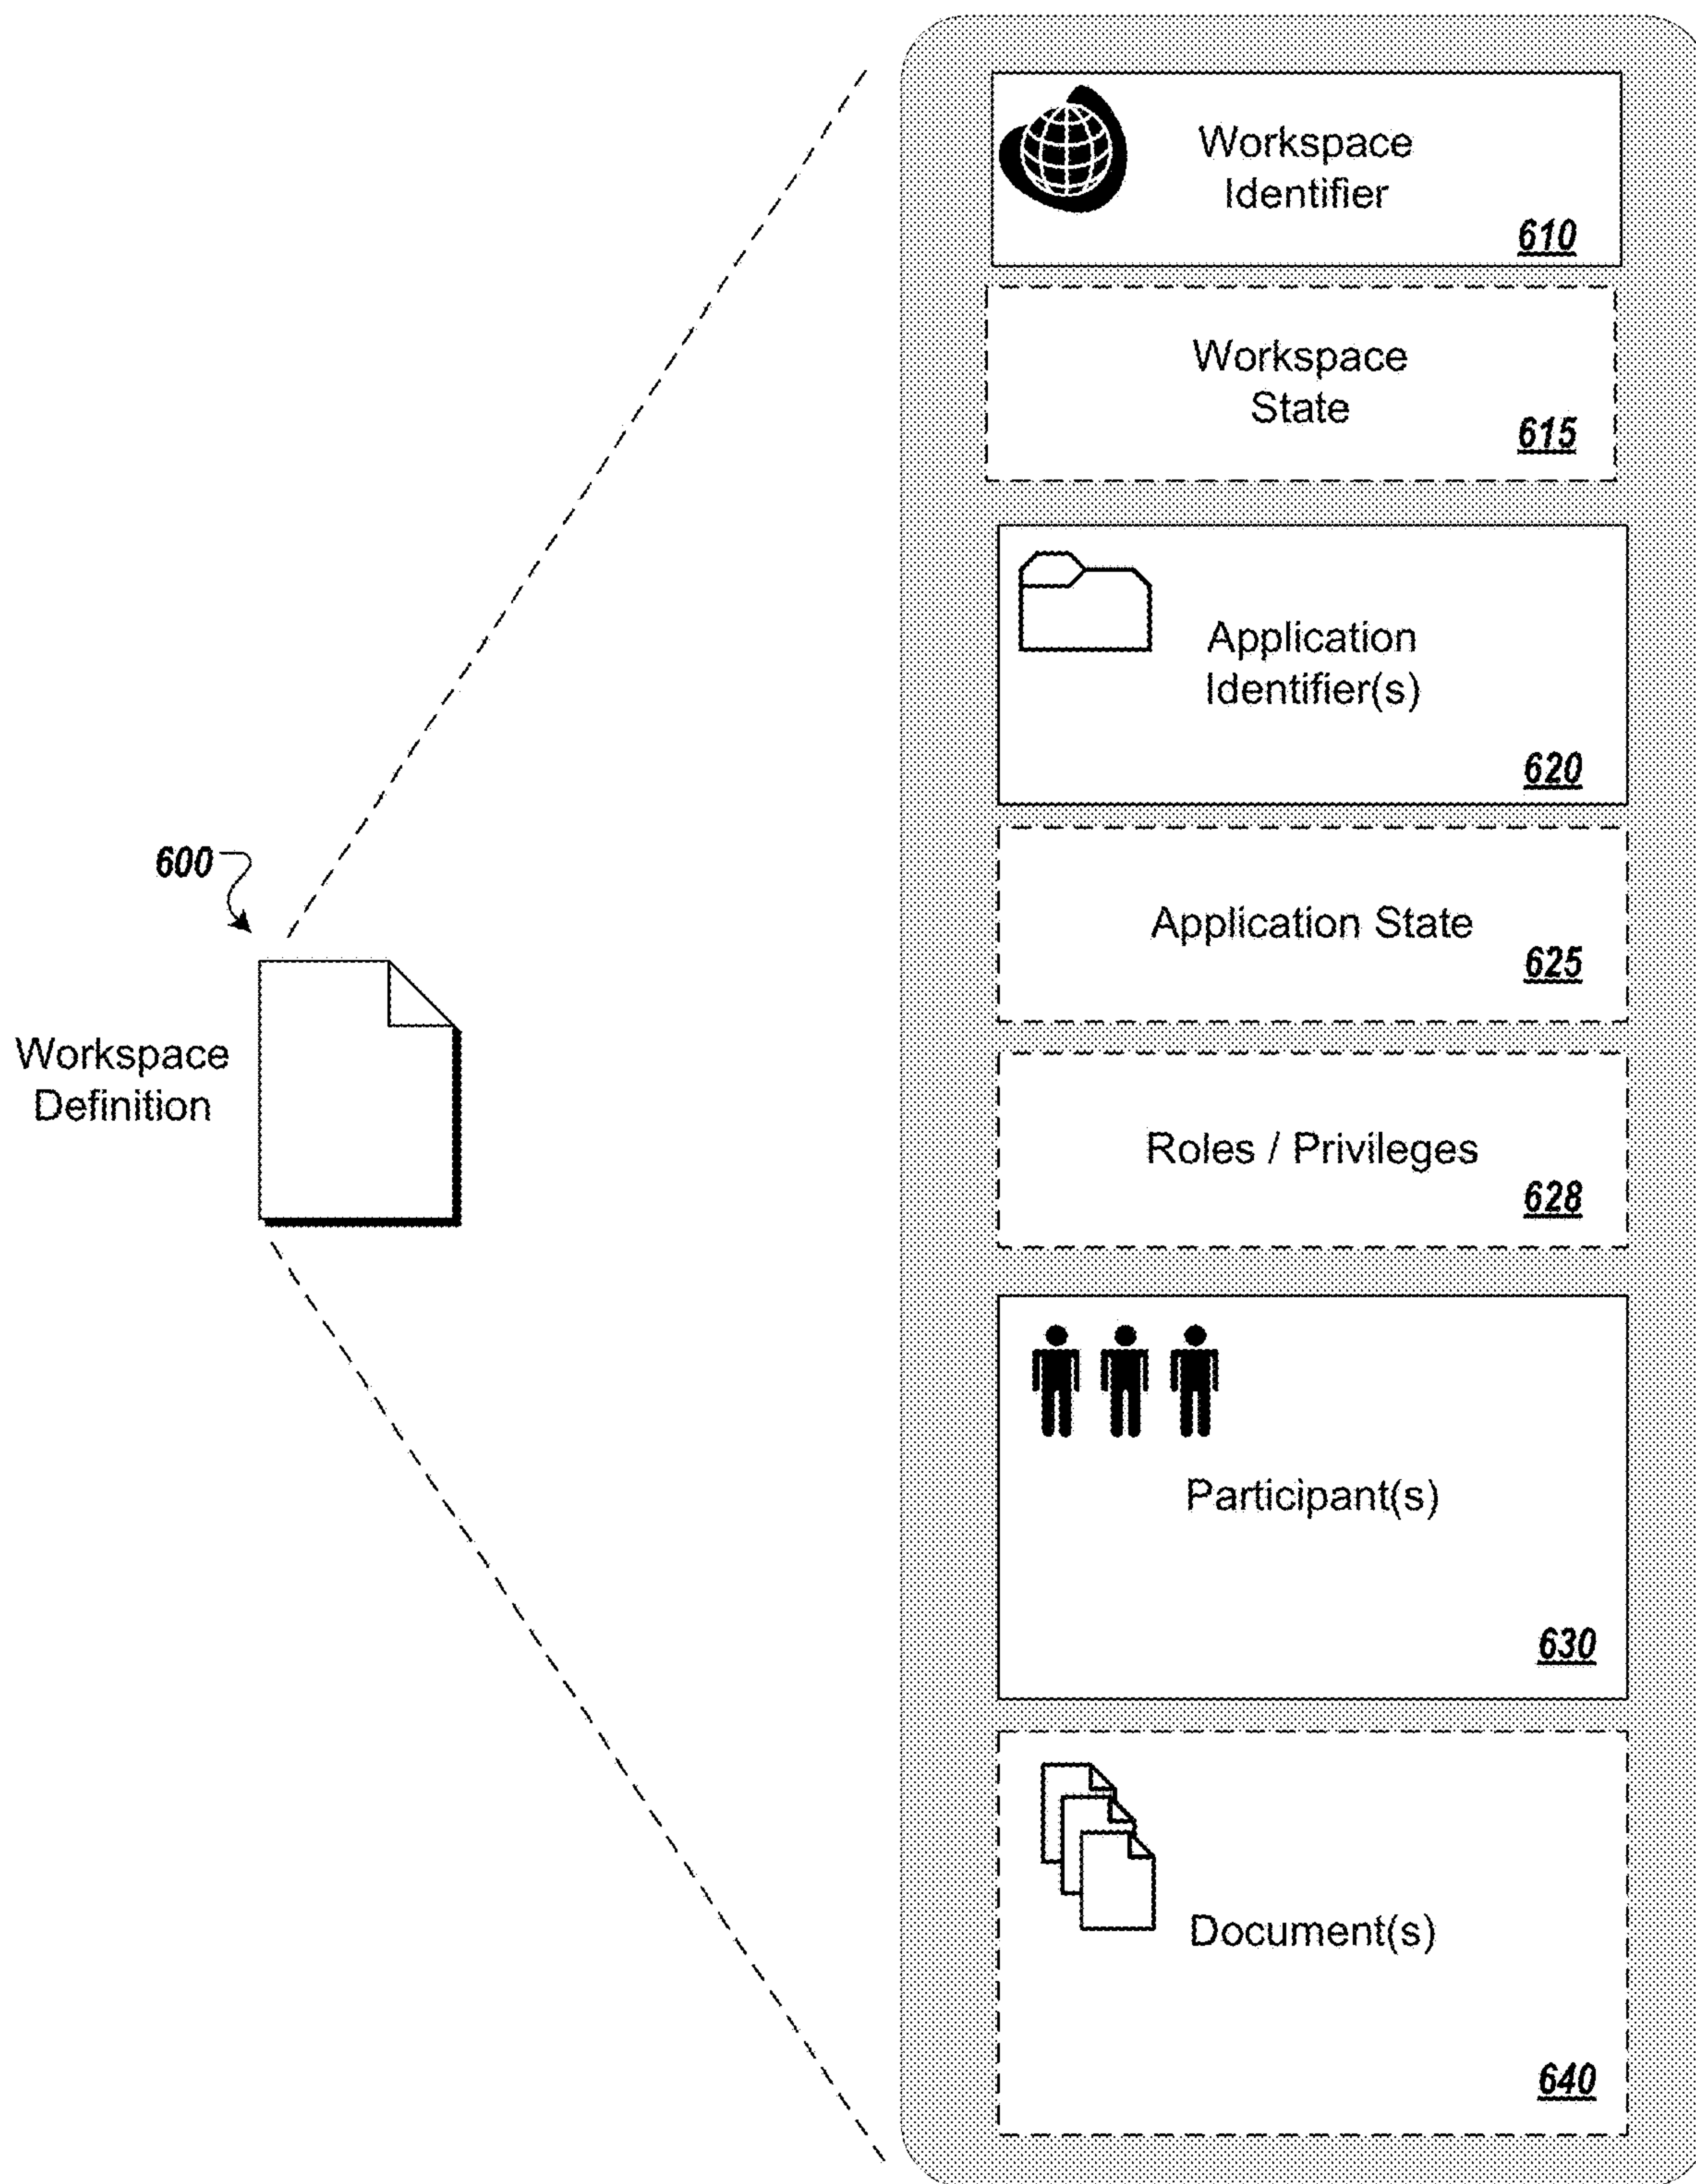 Workspace
Identifier
610
Workspace
State
615
Application
Identifier(s)
620
600
Application State
625
Workspace
Definition
Roles / Privileges
628
Participant(s)
630
Document(s)
640